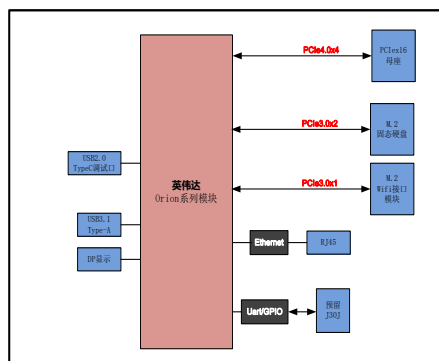 PCIe4.0x4
PCIex16
母座
PCIe3.0x2
M.2
固态硬盘
USB2.0
TypeC调试口
英伟达
Orion系列模块
PCIe3.0x1
M.2
Wifi接口
模块
USB3.1
Type-A
Ethernet
RJ45
DP显示
Uart/GPIO
预留
J30J